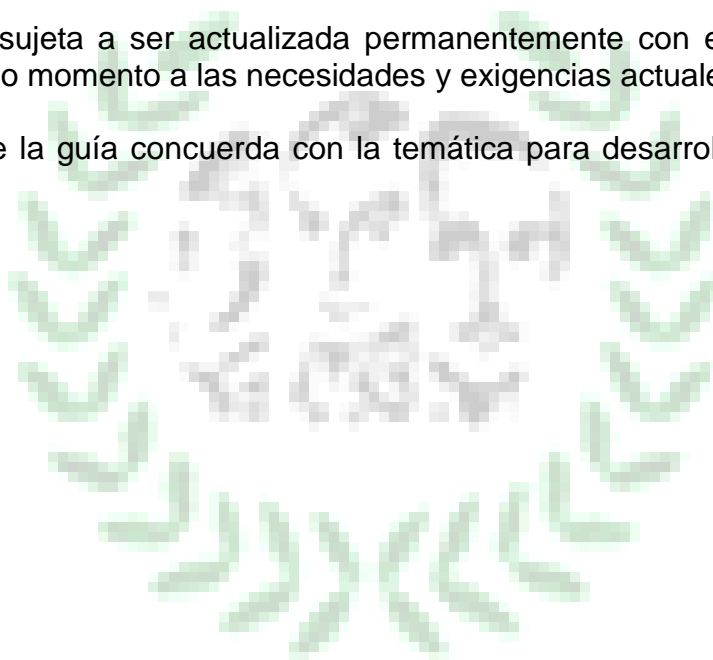 sujeta a ser actualizada permanentemente con e
o momento a las necesidades y exigencias actuale
la guía concuerda con la temática para desarrol